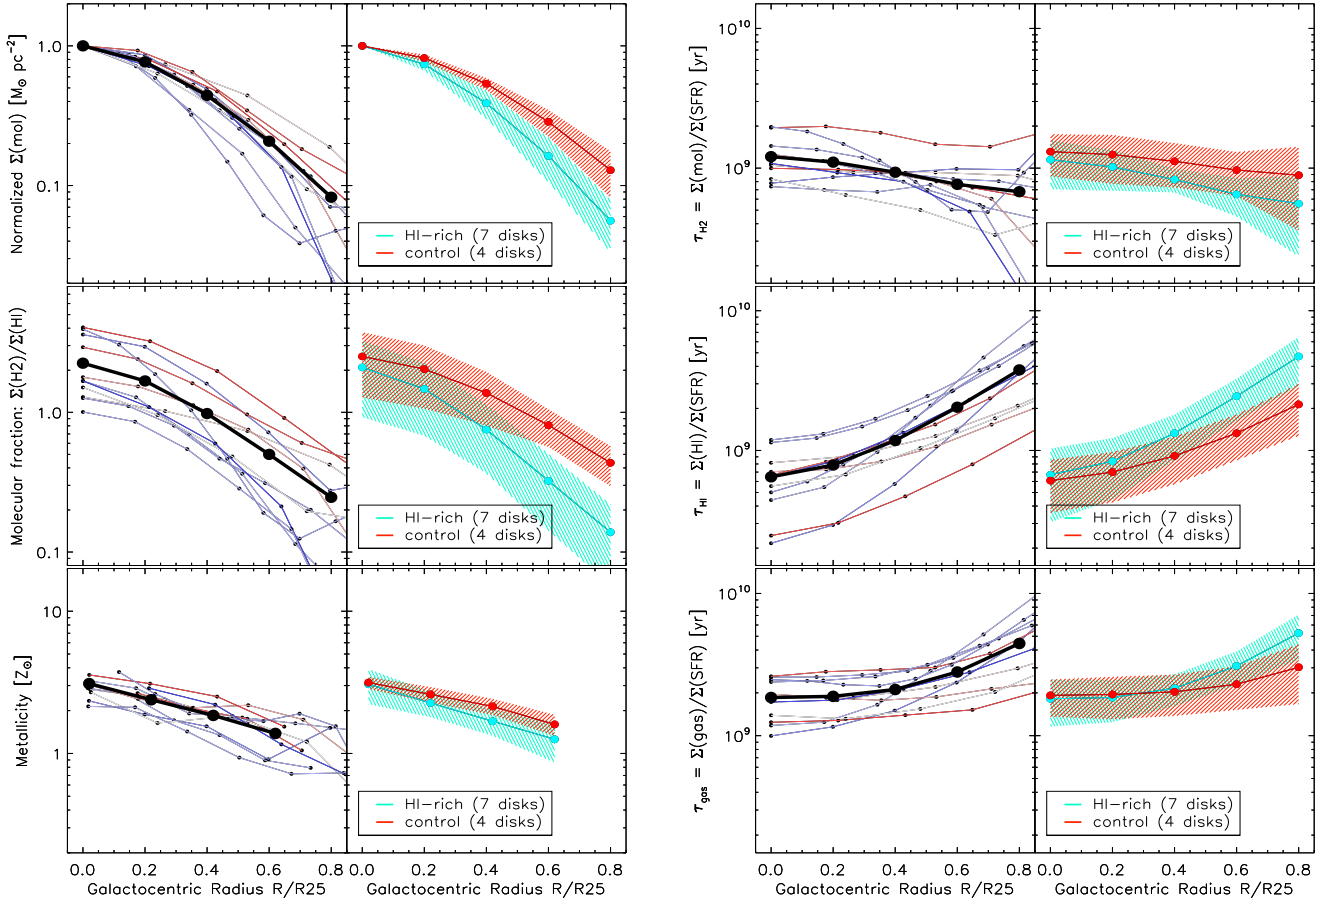 Normalized Σ(mol) [M⊙ pc⁻²]
1.0
0.1
HI-rich (7 disks)
control (4 disks)
Molecular fraction: Σ(H2)/Σ(HI)
1.0
0.1
HI-rich (7 disks)
control (4 disks)
Metallicity [Z⊙]
10
1
HI-rich (7 disks)
control (4 disks)
0.0 0.2 0.4 0.6 0.8 0.0 0.2 0.4 0.6 0.8
Galactocentric Radius R/R25 Galactocentric Radius R/R25
τH2 = Σ(mol)/Σ(SFR) [yr]
10¹⁰
10⁹
HI-rich (7 disks)
control (4 disks)
τHI = Σ(HI)/Σ(SFR) [yr]
10¹⁰
10⁹
HI-rich (7 disks)
control (4 disks)
τgas = Σ(gas)/Σ(SFR) [yr]
10¹⁰
10⁹
HI-rich (7 disks)
control (4 disks)
0.0 0.2 0.4 0.6 0.8 0.0 0.2 0.4 0.6 0.8
Galactocentric Radius R/R25 Galactocentric Radius R/R25